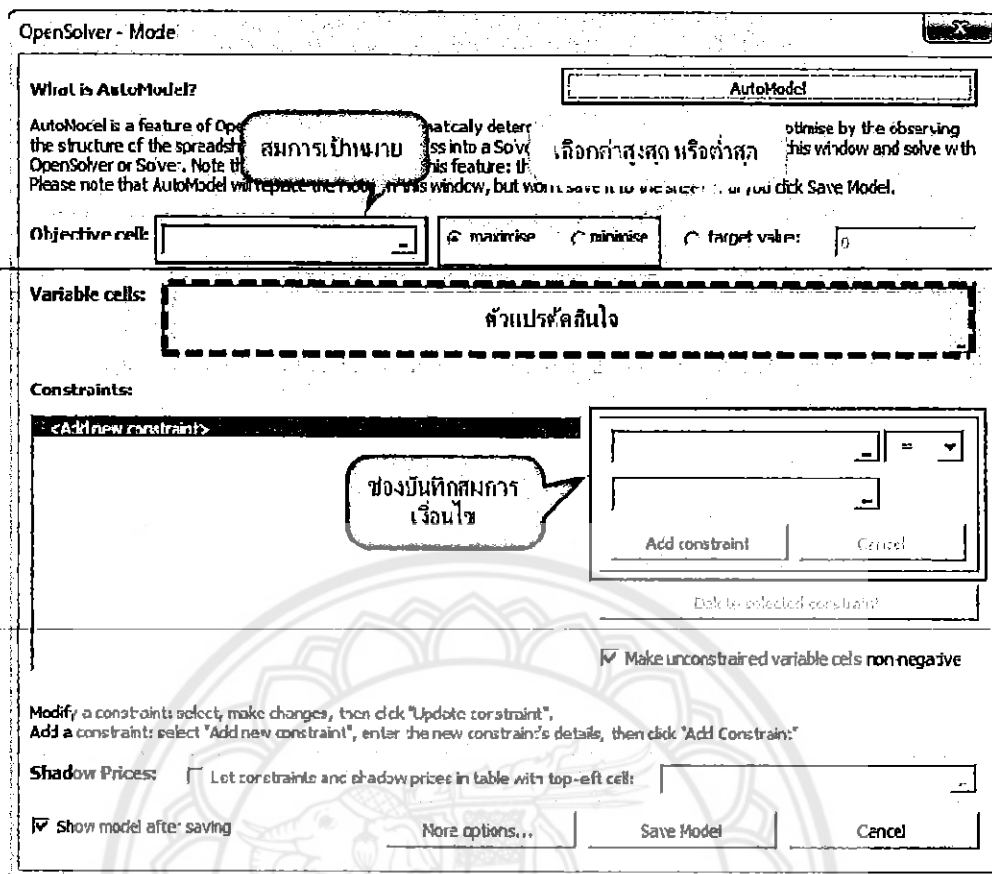 OpenSolver - Model
What is AutoModel?
AutoModel
AutoModel is a feature of Ope matically deter ptimise by the observing
the structure of the spreadsh ss into a Solv this window and solve with
OpenSolver or Solver. Note th his feature: th
Please note that AutoModel will replace the model in this window, but won't save it to the sheet you click Save Model.
สมการเป้าหมาย
เลือกค่าสูงสุด หรือต่ำสุด
Objective cell:
maximise
minimise
target value:
0
Variable cells:
ตัวแปรตัดสินใจ
Constraints:
<Add new constraint>
=
ช่องบันทึกสมการ
เงื่อนไข
Add constraint
Cancel
Delete selected constraint
Make unconstrained variable cells non-negative
Modify a constraint: select, make changes, then click "Update constraint".
Add a constraint: select "Add new constraint", enter the new constraint's details, then click "Add Constraint"
Shadow Prices:
List constraints and shadow prices in table with top-left cell:
Show model after saving
More options...
Save Model
Cancel